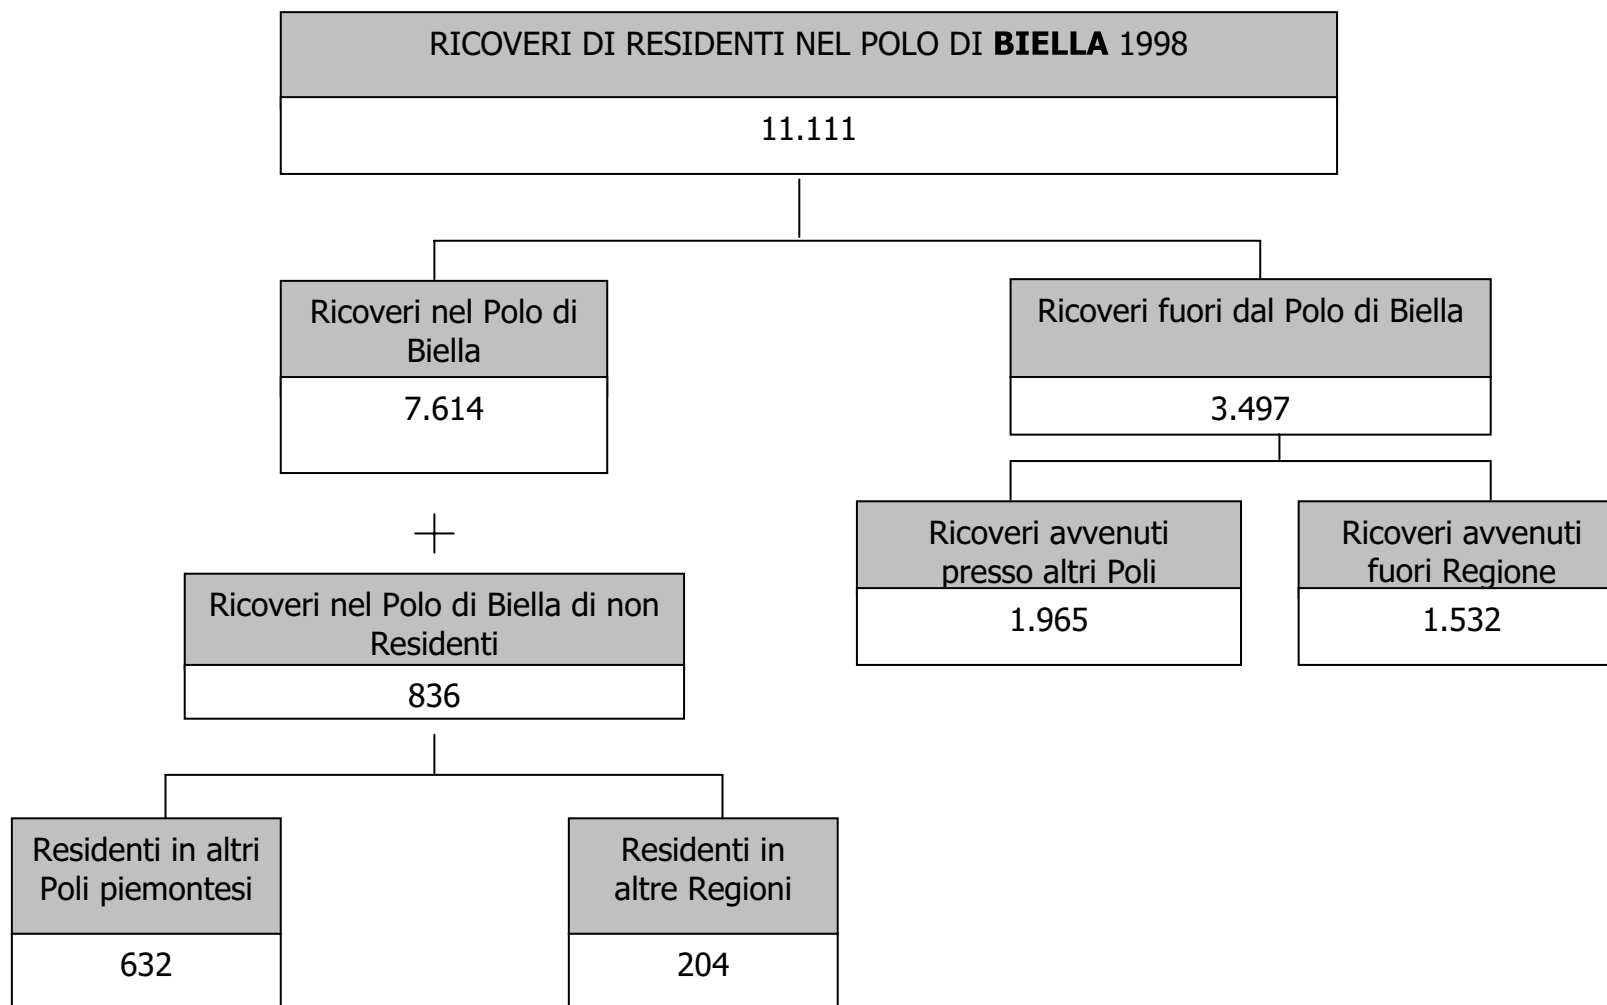 RICOVERI DI RESIDENTI NEL POLO DI BIELLA 1998
11.111
Ricoveri nel Polo di
Biella
7.614
Ricoveri fuori dal Polo di Biella
3.497
Ricoveri avvenuti
presso altri Poli
1.965
Ricoveri avvenuti
fuori Regione
1.532
+
Ricoveri nel Polo di Biella di non
Residenti
836
Residenti in altri
Poli piemontesi
632
Residenti in
altre Regioni
204